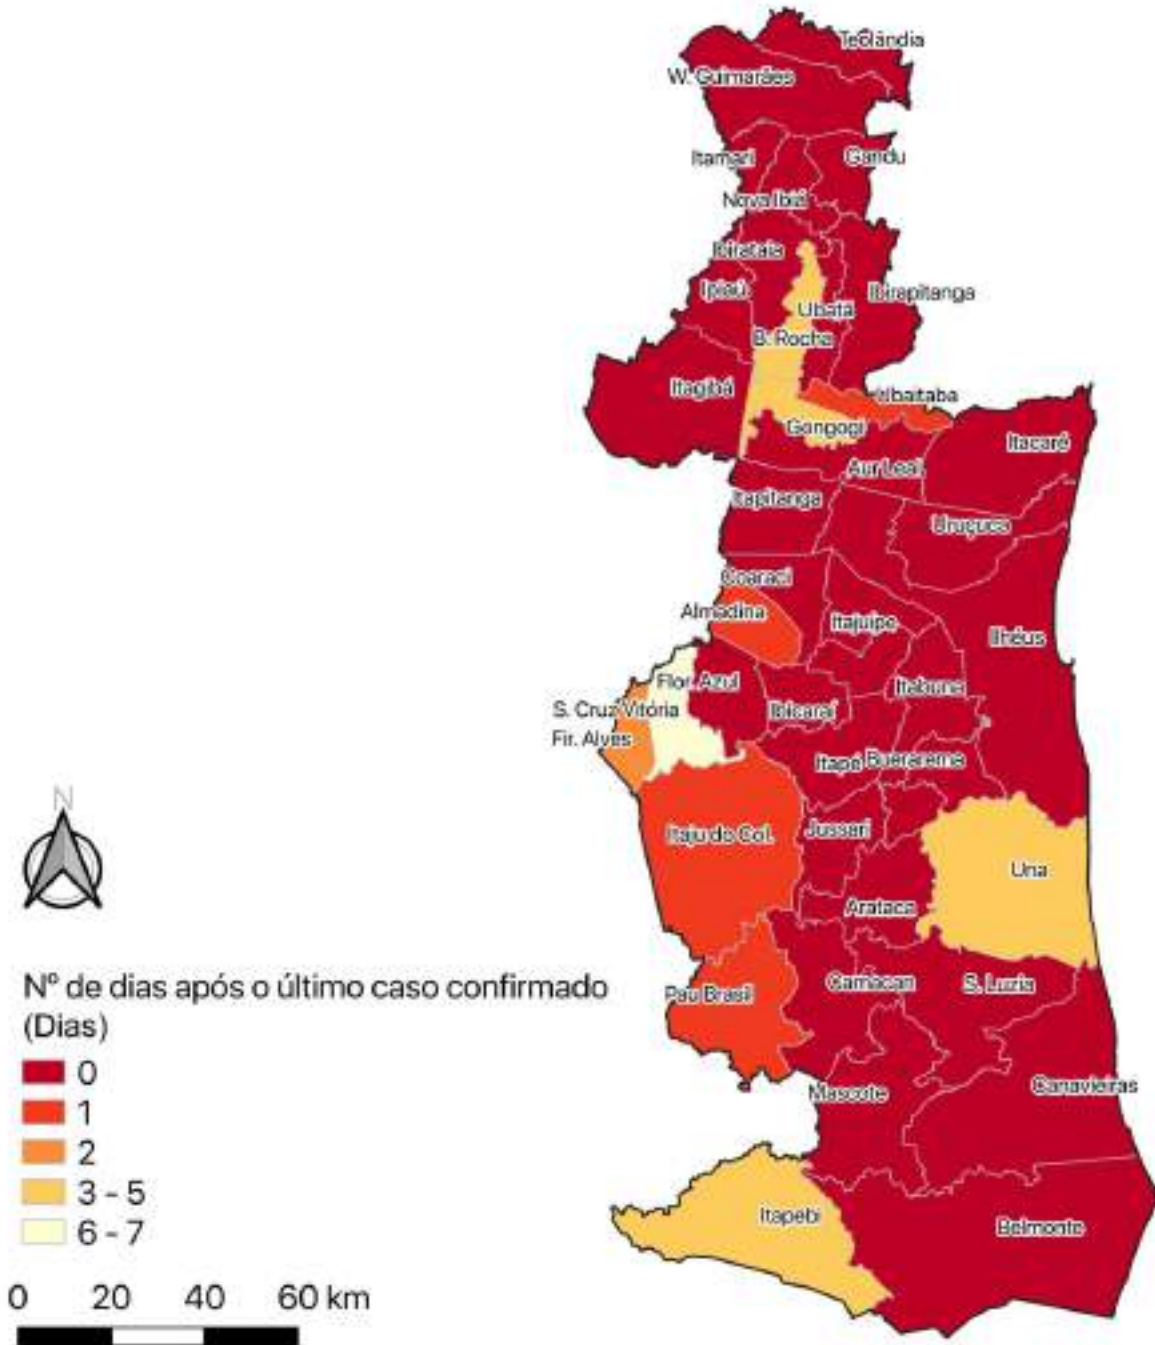 Teolândia
W. Guimarães
Itamari
Gandu
Nova Ibiá
Ibirataia
Ipiaú
Ibirapitanga
Ubatã
B. Rocha
Itagibá
Ubaitaba
Gongogi
Itacaré
Aur Leal
Itapitanga
Uruçuca
Coaraci
Almadina
Itajuípe
Ilhéus
Flor. Azul
Itabuna
S. Cruz Vitória
Ibicaraí
Fir. Alves
Itapé
Buerarema
Itaju do Col.
Jussari
Una
Arataca
N
Nº de dias após o último caso confirmado
(Dias)
Pau Brasil
Camacan
S. Luzia
0
1
Mascote
Canavieiras
2
3 - 5
6 - 7
Itapebi
Belmonte
0 20 40 60 km